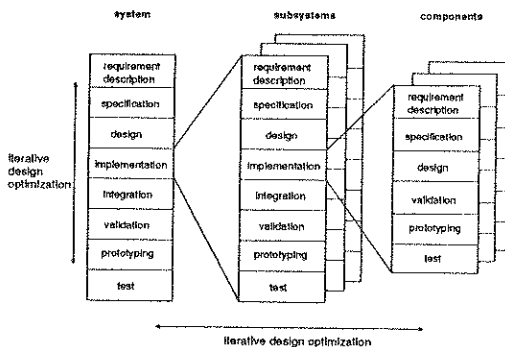 system
subsystems
components
requirement
description
specification
design
implementation
integration
validation
prototyping
test
requirement
description
specification
design
implementation
integration
validation
prototyping
test
requirement
description
specification
design
validation
prototyping
test
iterative
design
optimization
iterative design optimization